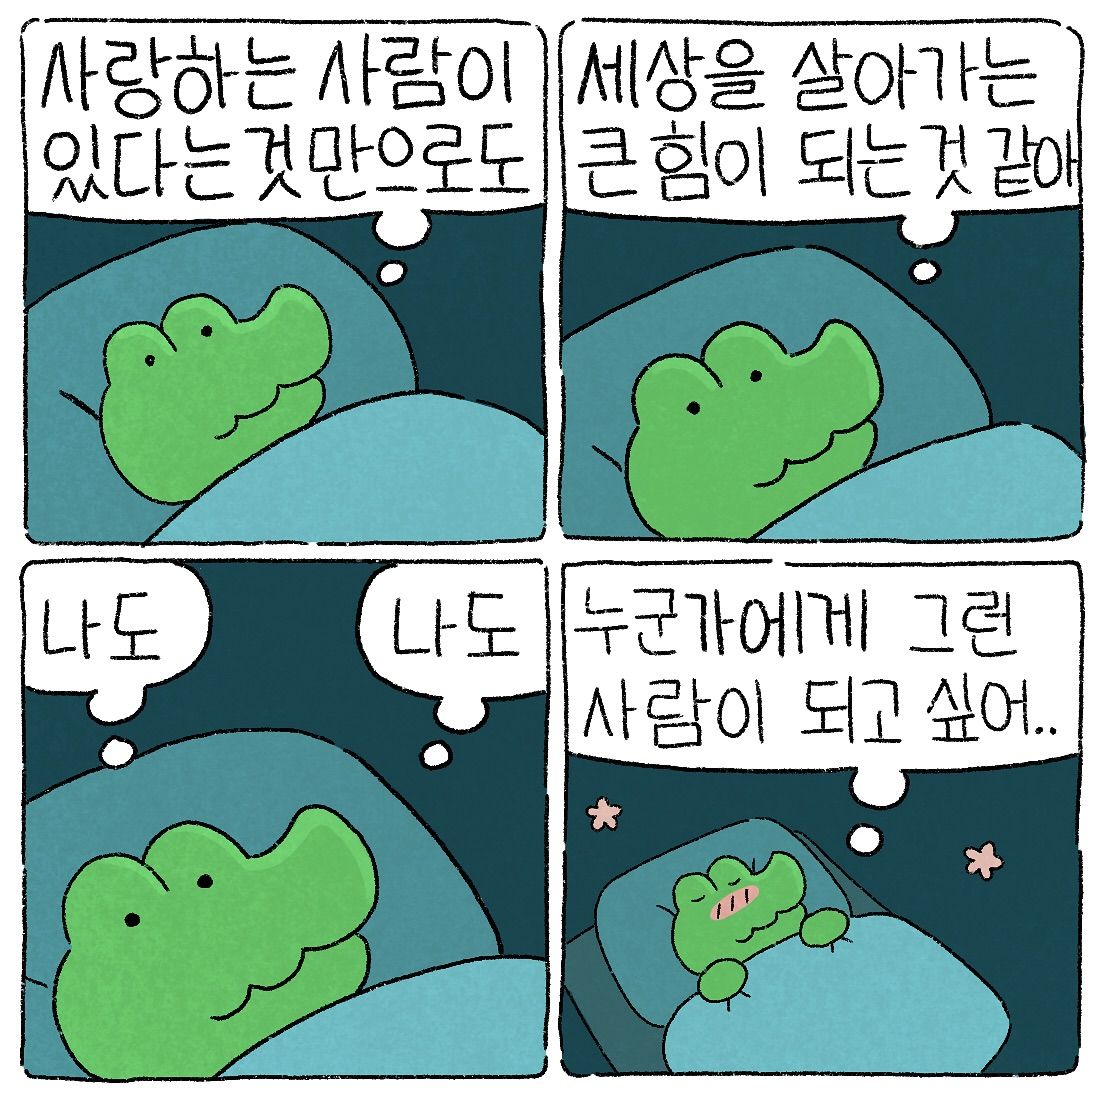 사랑하는 사람이
있다는것만으로도
세상을 살아가는
큰힘이 되는것 같아
나도
나도
누군가에게 그런
사람이 되고 싶어..